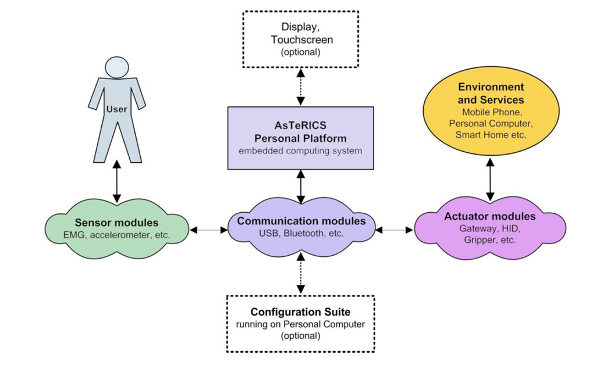 Display,
Touchscreen
(optional)
User
AsTeRICS
Personal Platform
embedded computing system
Environment
and Services
Mobile Phone,
Personal Computer,
Smart Home etc.
Sensor modules
EMG, accelerometer, etc.
Communication modules
USB, Bluetooth, etc.
Actuator modules
Gateway, HID,
Gripper, etc.
Configuration Suite
running on Personal Computer
(optional)